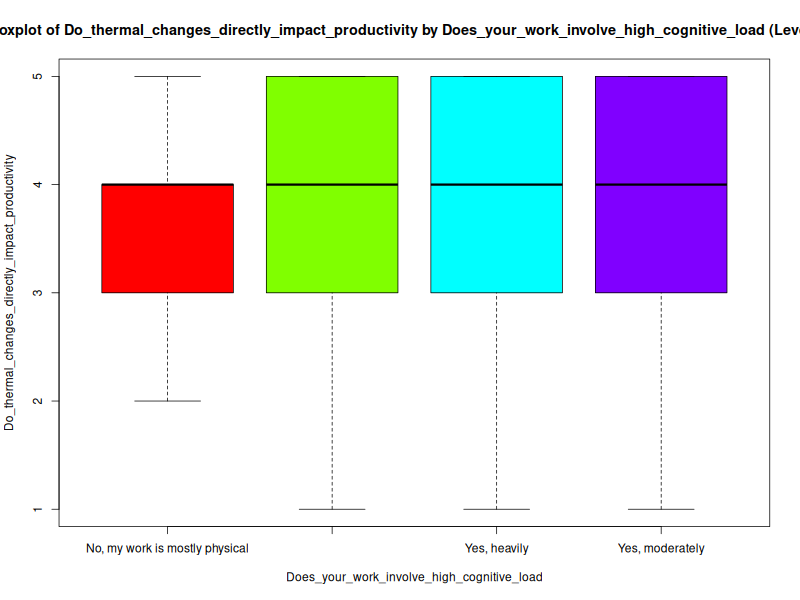 oxplot of Do_thermal_changes_directly_impact_productivity by Does_your_work_involve_high_cognitive_load (Leve
Do_thermal_changes_directly_impact_productivity
5
4
3
2
1
No, my work is mostly physical
Yes, heavily
Yes, moderately
Does_your_work_involve_high_cognitive_load